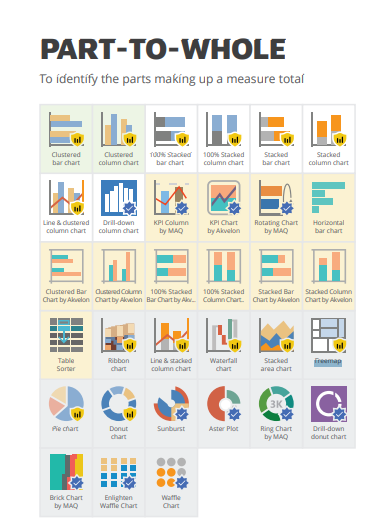 PART-TO-WHOLE
To identify the parts making up a measure total
Clustered
bar chart
Clustered
column chart
100% Stacked
bar chart
100% Stacked
column chart
Stacked
bar chart
Stacked
column chart
Line & clustered
column chart
Drill-down
column chart
KPI Column
by MAQ
KPI Chart
by Akvelon
Rotating Chart
by MAQ
Horizontal
bar chart
Clustered Bar
Chart by Akvelon
Clustered Column
Chart by Akvelon
100% Stacked
Bar Chart by Akv...
100% Stacked
Column Chart...
Stacked Bar
Chart by Akvelon
Stacked Column
Chart by Akvelon
Table
Sorter
Ribbon
chart
Line & stacked
column chart
Waterfall
chart
Stacked
area chart
Treemap
Pie chart
Donut
chart
Sunburst
Aster Plot
3K
Ring Chart
by MAQ
Drill-down
donut chart
Brick Chart
by MAQ
Enlighten
Waffle Chart
Waffle
Chart